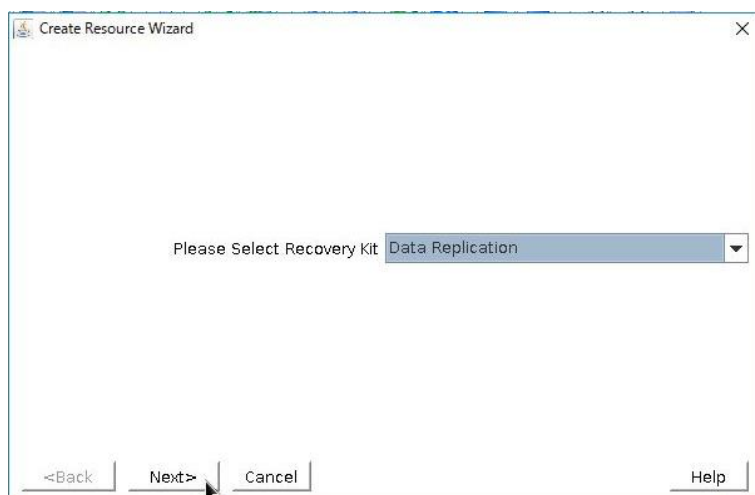 Create Resource Wizard
Please Select Recovery Kit Data Replication
<Back Next> Cancel Help